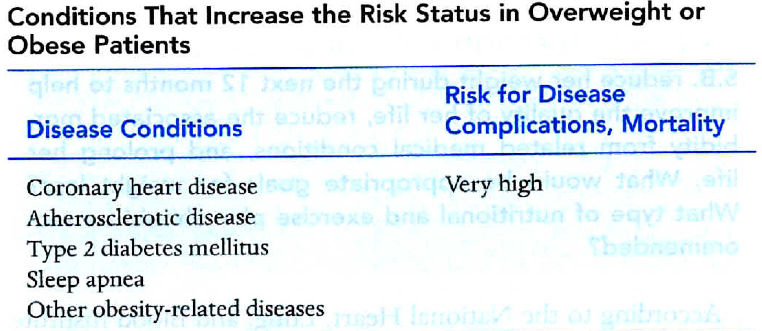 Conditions That Increase the Risk Status in Overweight or
Obese Patients
Disease Conditions
Risk for Disease
Complications, Mortality
Coronary heart disease
Very high
Atherosclerotic disease
Type 2 diabetes mellitus
Sleep apnea
Other obesity-related diseases